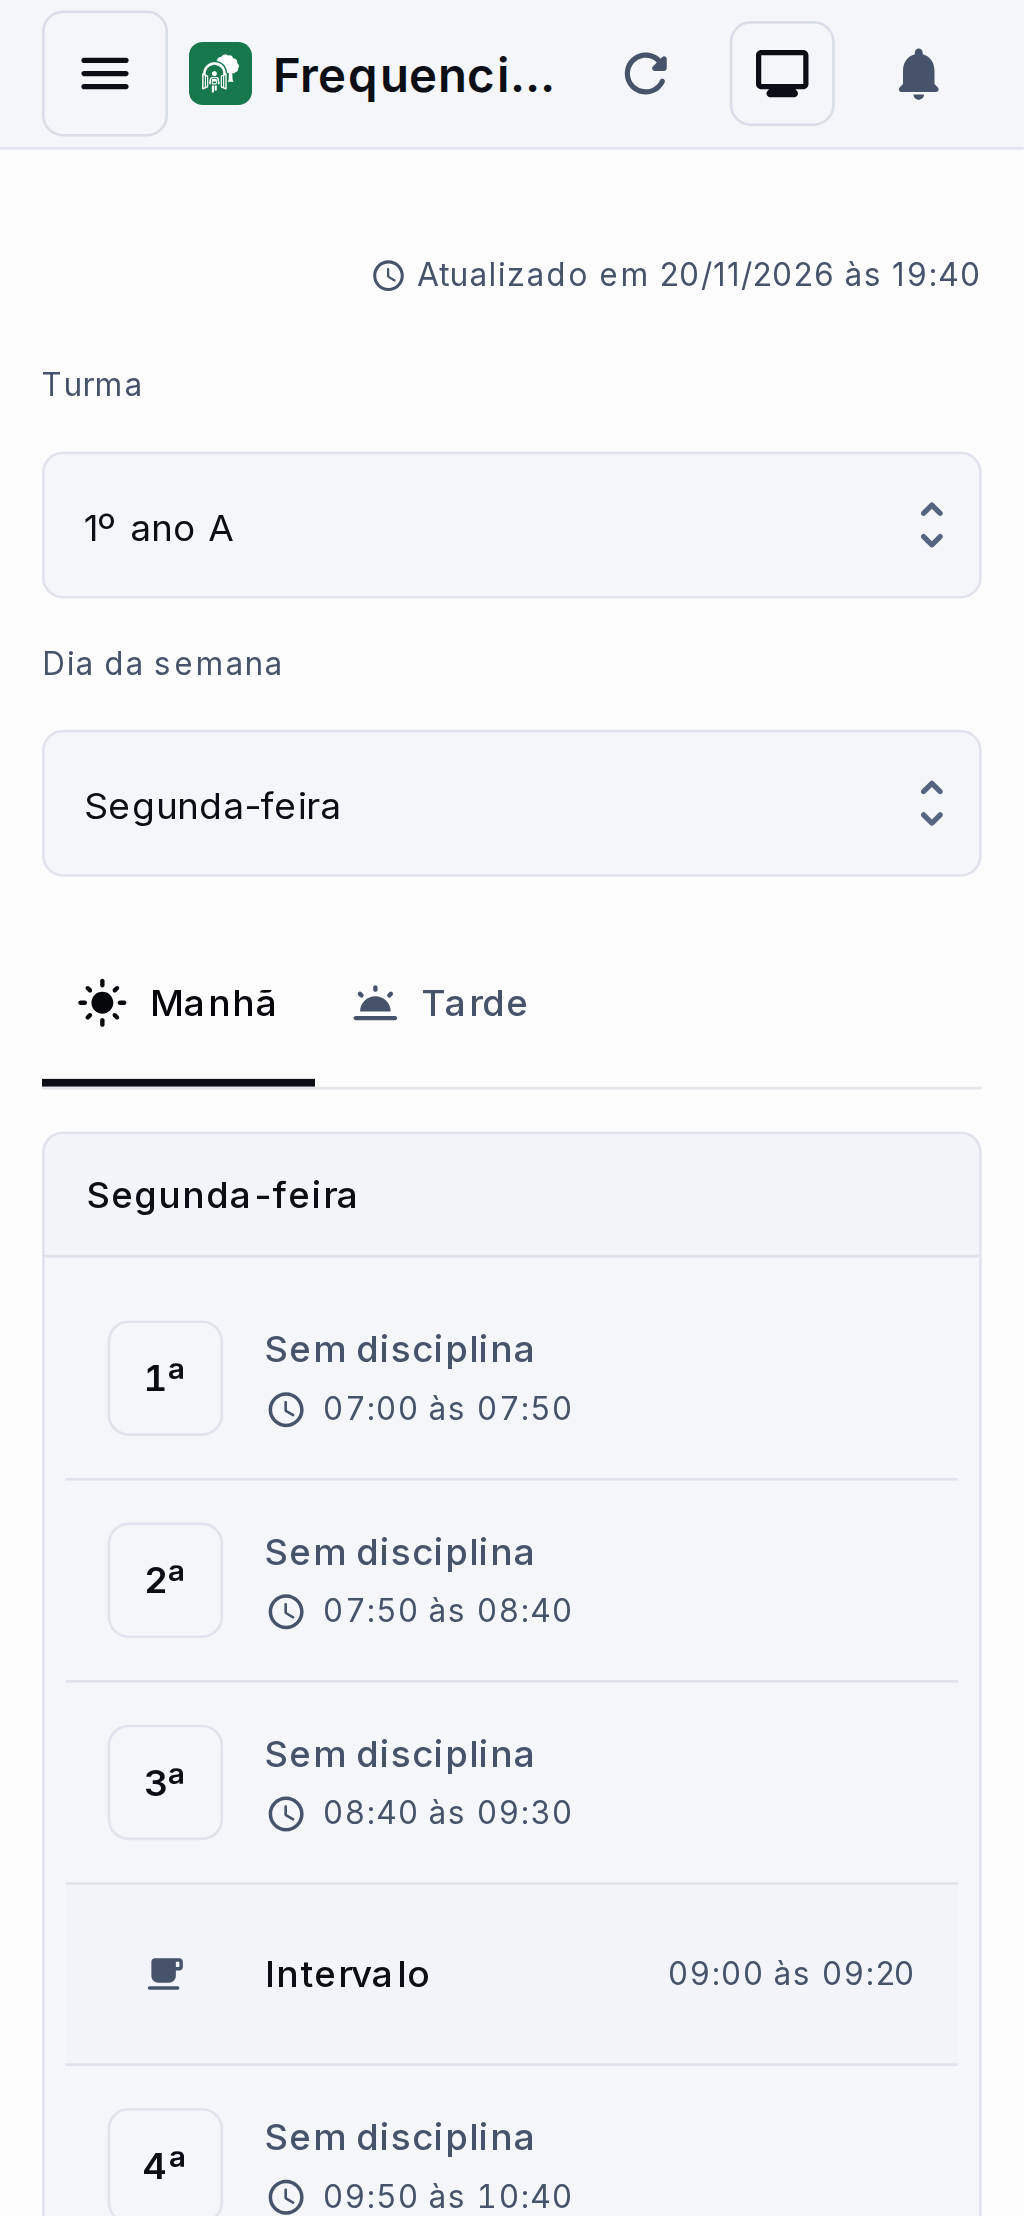 Frequenci...
Atualizado em 20/11/2026 às 19:40
Turma
1º ano A
Dia da semana
Segunda-feira
Manhã Tarde
Segunda-feira
1ª
Sem disciplina
07:00 às 07:50
2ª
Sem disciplina
07:50 às 08:40
3ª
Sem disciplina
08:40 às 09:30
Intervalo 09:00 às 09:20
4ª
Sem disciplina
09:50 às 10:40